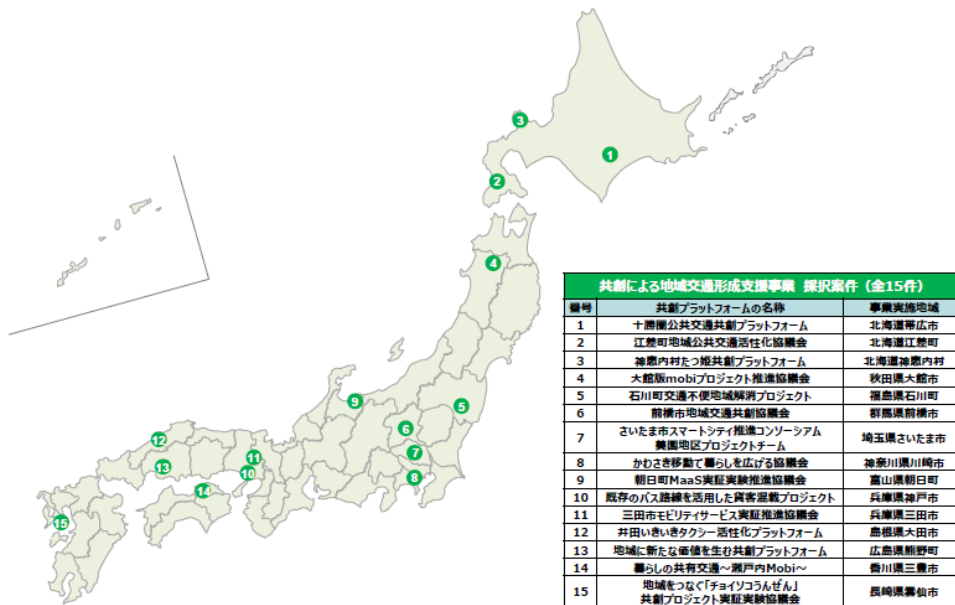 3
1
2
4
9
5
6
7
8
12
13
11
10
14
15
共創による地域交通形成支援事業 採択案件（全15件）
番号 共創プラットフォームの名称 事業実施地域
1 十勝圏公共交通共創プラットフォーム 北海道帯広市
2 江差町地域公共交通活性化協議会 北海道江差町
3 神恵内村たつ姫共創プラットフォーム 北海道神恵内村
4 大館版mobiプロジェクト推進協議会 秋田県大館市
5 石川町交通不便地域解消プロジェクト 福島県石川町
6 前橋市地域交通共創協議会 群馬県前橋市
7 さいたま市スマートシティ推進コンソーシアム
美園地区プロジェクトチーム 埼玉県さいたま市
8 かわさき移動で暮らしを広げる協議会 神奈川県川崎市
9 朝日町MaaS実証実験推進協議会 富山県朝日町
10 既存のバス路線を活用した貨客混載プロジェクト 兵庫県神戸市
11 三田市モビリティサービス実証推進協議会 兵庫県三田市
12 井田いきいきタクシー活性化プラットフォーム 島根県大田市
13 地域に新たな価値を生む共創プラットフォーム 広島県熊野町
14 暮らしの共有交通～瀬戸内Mobi～ 香川県三豊市
15 地域をつなぐ「チョイソコうんぜん」
共創プロジェクト実証実験協議会 長崎県雲仙市